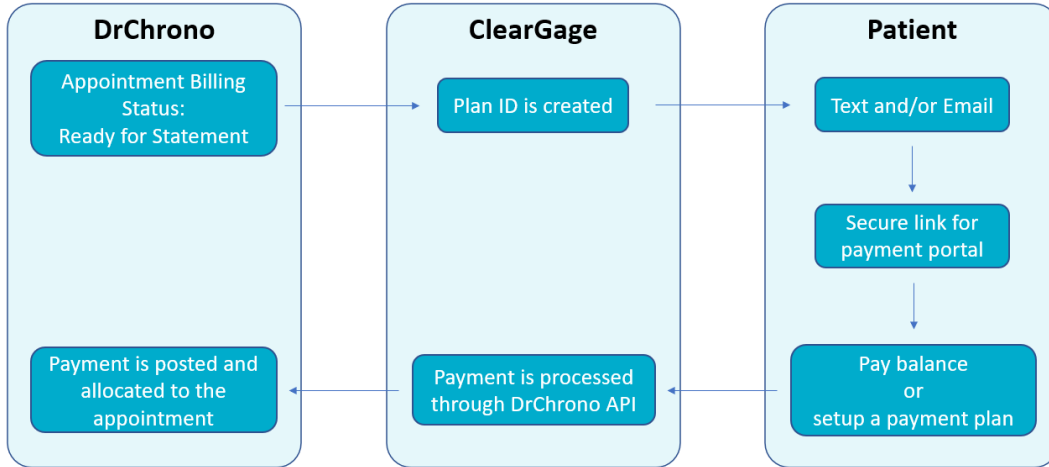 DrChrono
Appointment Billing
Status:
Ready for Statement
Payment is posted and
allocated to the
appointment
ClearGage
Plan ID is created
Payment is processed
through DrChrono API
Patient
Text and/or Email
Secure link for
payment portal
Pay balance
or
setup a payment plan